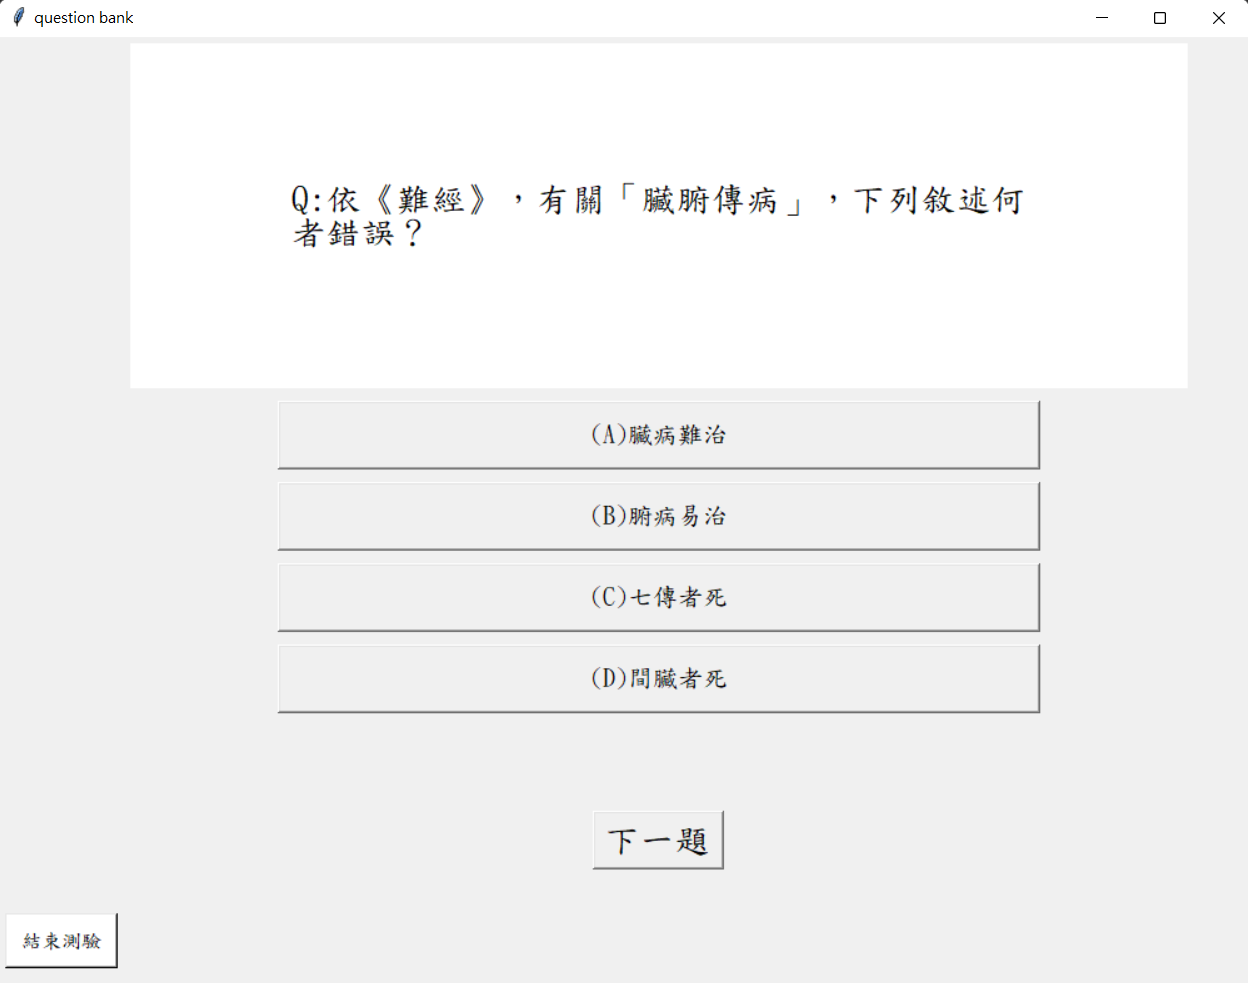 question bank
Q:依《難經》，有關「臟腑傳病」，下列敘述何
者錯誤？
(A)臟病難治
(B)腑病易治
(C)七傳者死
(D)間臟者死
下一題
結束測驗